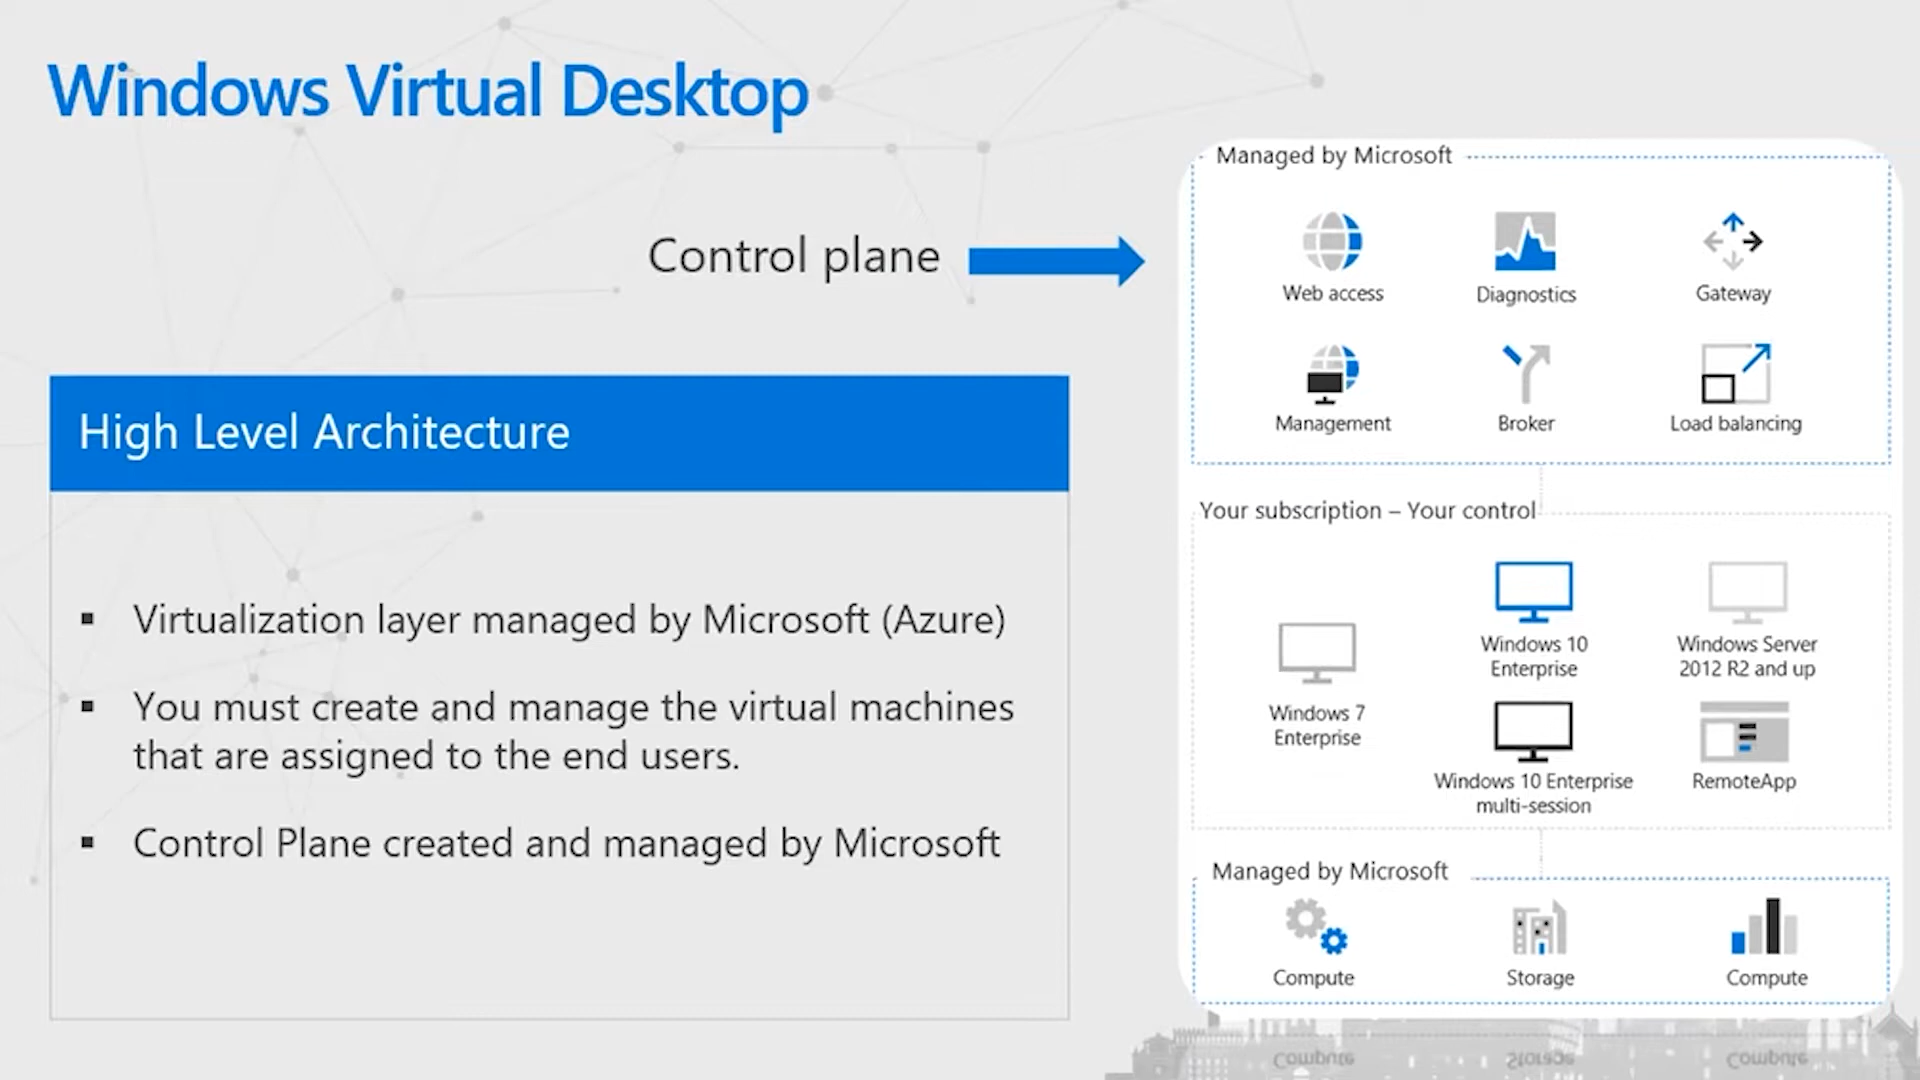 Windows Virtual Desktop
Control plane
High Level Architecture
▪ Virtualization layer managed by Microsoft (Azure)
▪ You must create and manage the virtual machines
that are assigned to the end users.
▪ Control Plane created and managed by Microsoft
Managed by Microsoft
Web access
Diagnostics
Gateway
Management
Broker
Load balancing
Your subscription – Your control
Windows 7
Enterprise
Windows 10
Enterprise
Windows Server
2012 R2 and up
Windows 10 Enterprise
multi-session
RemoteApp
Managed by Microsoft
Compute
Storage
Compute
Compute
Storage
Compute